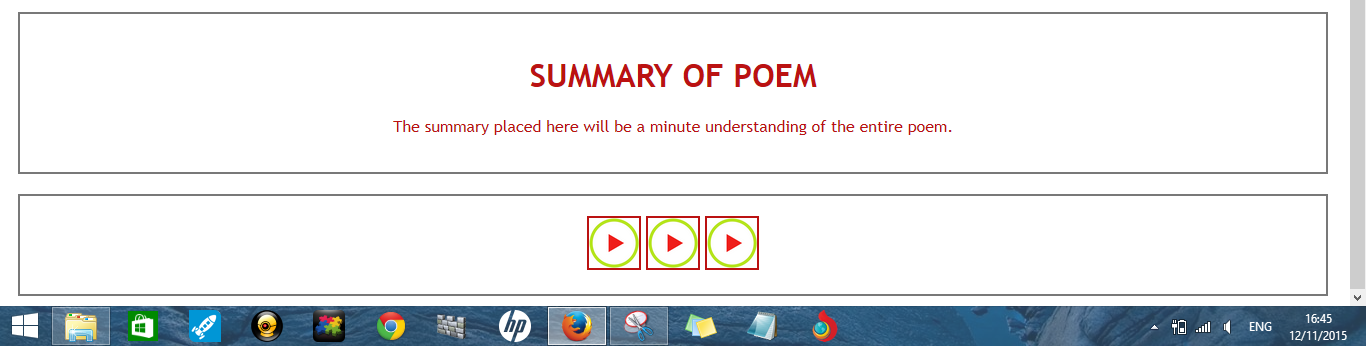 SUMMARY OF POEM
The summary placed here will be a minute understanding of the entire poem.
hp
ENG
16:45
12/11/2015